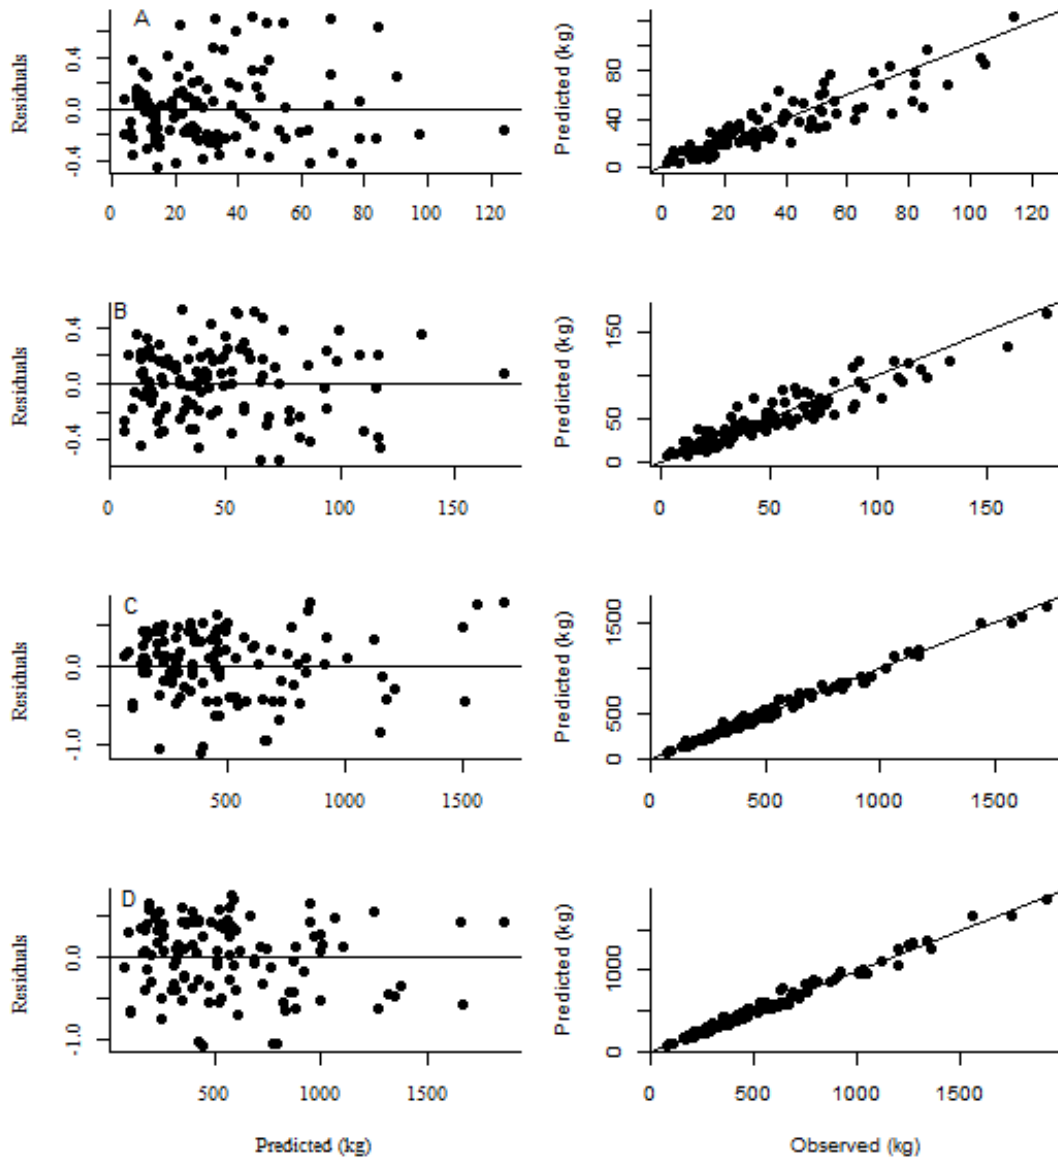 A
Residuals
-0.4 0.0 0.4
0 20 40 60 80 100 120
Predicted (kg)
0 40 80
0 20 40 60 80 100 120
B
Residuals
-0.4 0.0 0.4
0 50 100 150
Predicted (kg)
0 50 150
0 50 100 150
C
Residuals
-1.0 0.0
500 1000 1500
Predicted (kg)
0 500 1500
0 500 1000 1500
D
Residuals
-1.0 0.0
500 1000 1500
Predicted (kg)
Predicted (kg)
0 1000
0 500 1000 1500
Observed (kg)